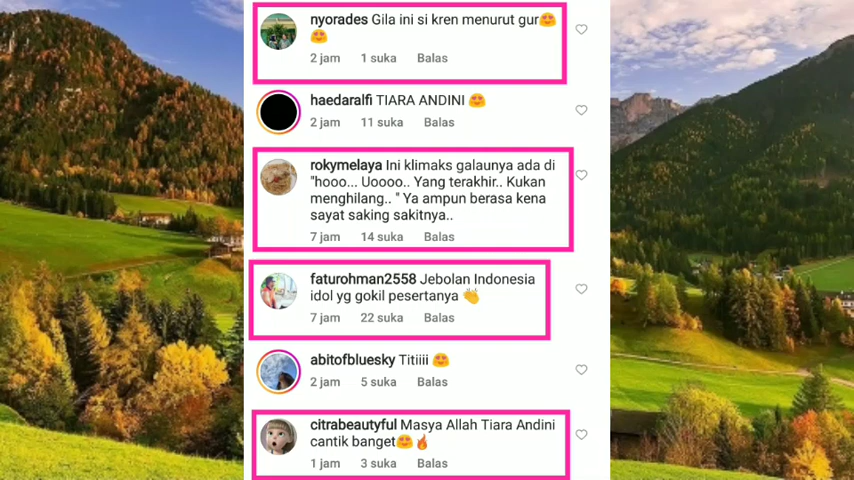 nyorades Gila ini si kren menurut gur😍
😍
2 jam 1 suka Balas
haedaralfi TIARA ANDINI 😍
2 jam 11 suka Balas
rokymelaya Ini klimaks galaunya ada di
"hooo... Uoooo.. Yang terakhir.. Kukan
menghilang.. " Ya ampun berasa kena
sayat saking sakitnya..
7 jam 14 suka Balas
faturohman2558 Jebolan Indonesia
idol yg gokil pesertanya 👏
7 jam 22 suka Balas
abitofbluesky Titiiii 😍
2 jam 5 suka Balas
citrabeautyful Masya Allah Tiara Andini
cantik banget😍🔥
1 jam 3 suka Balas